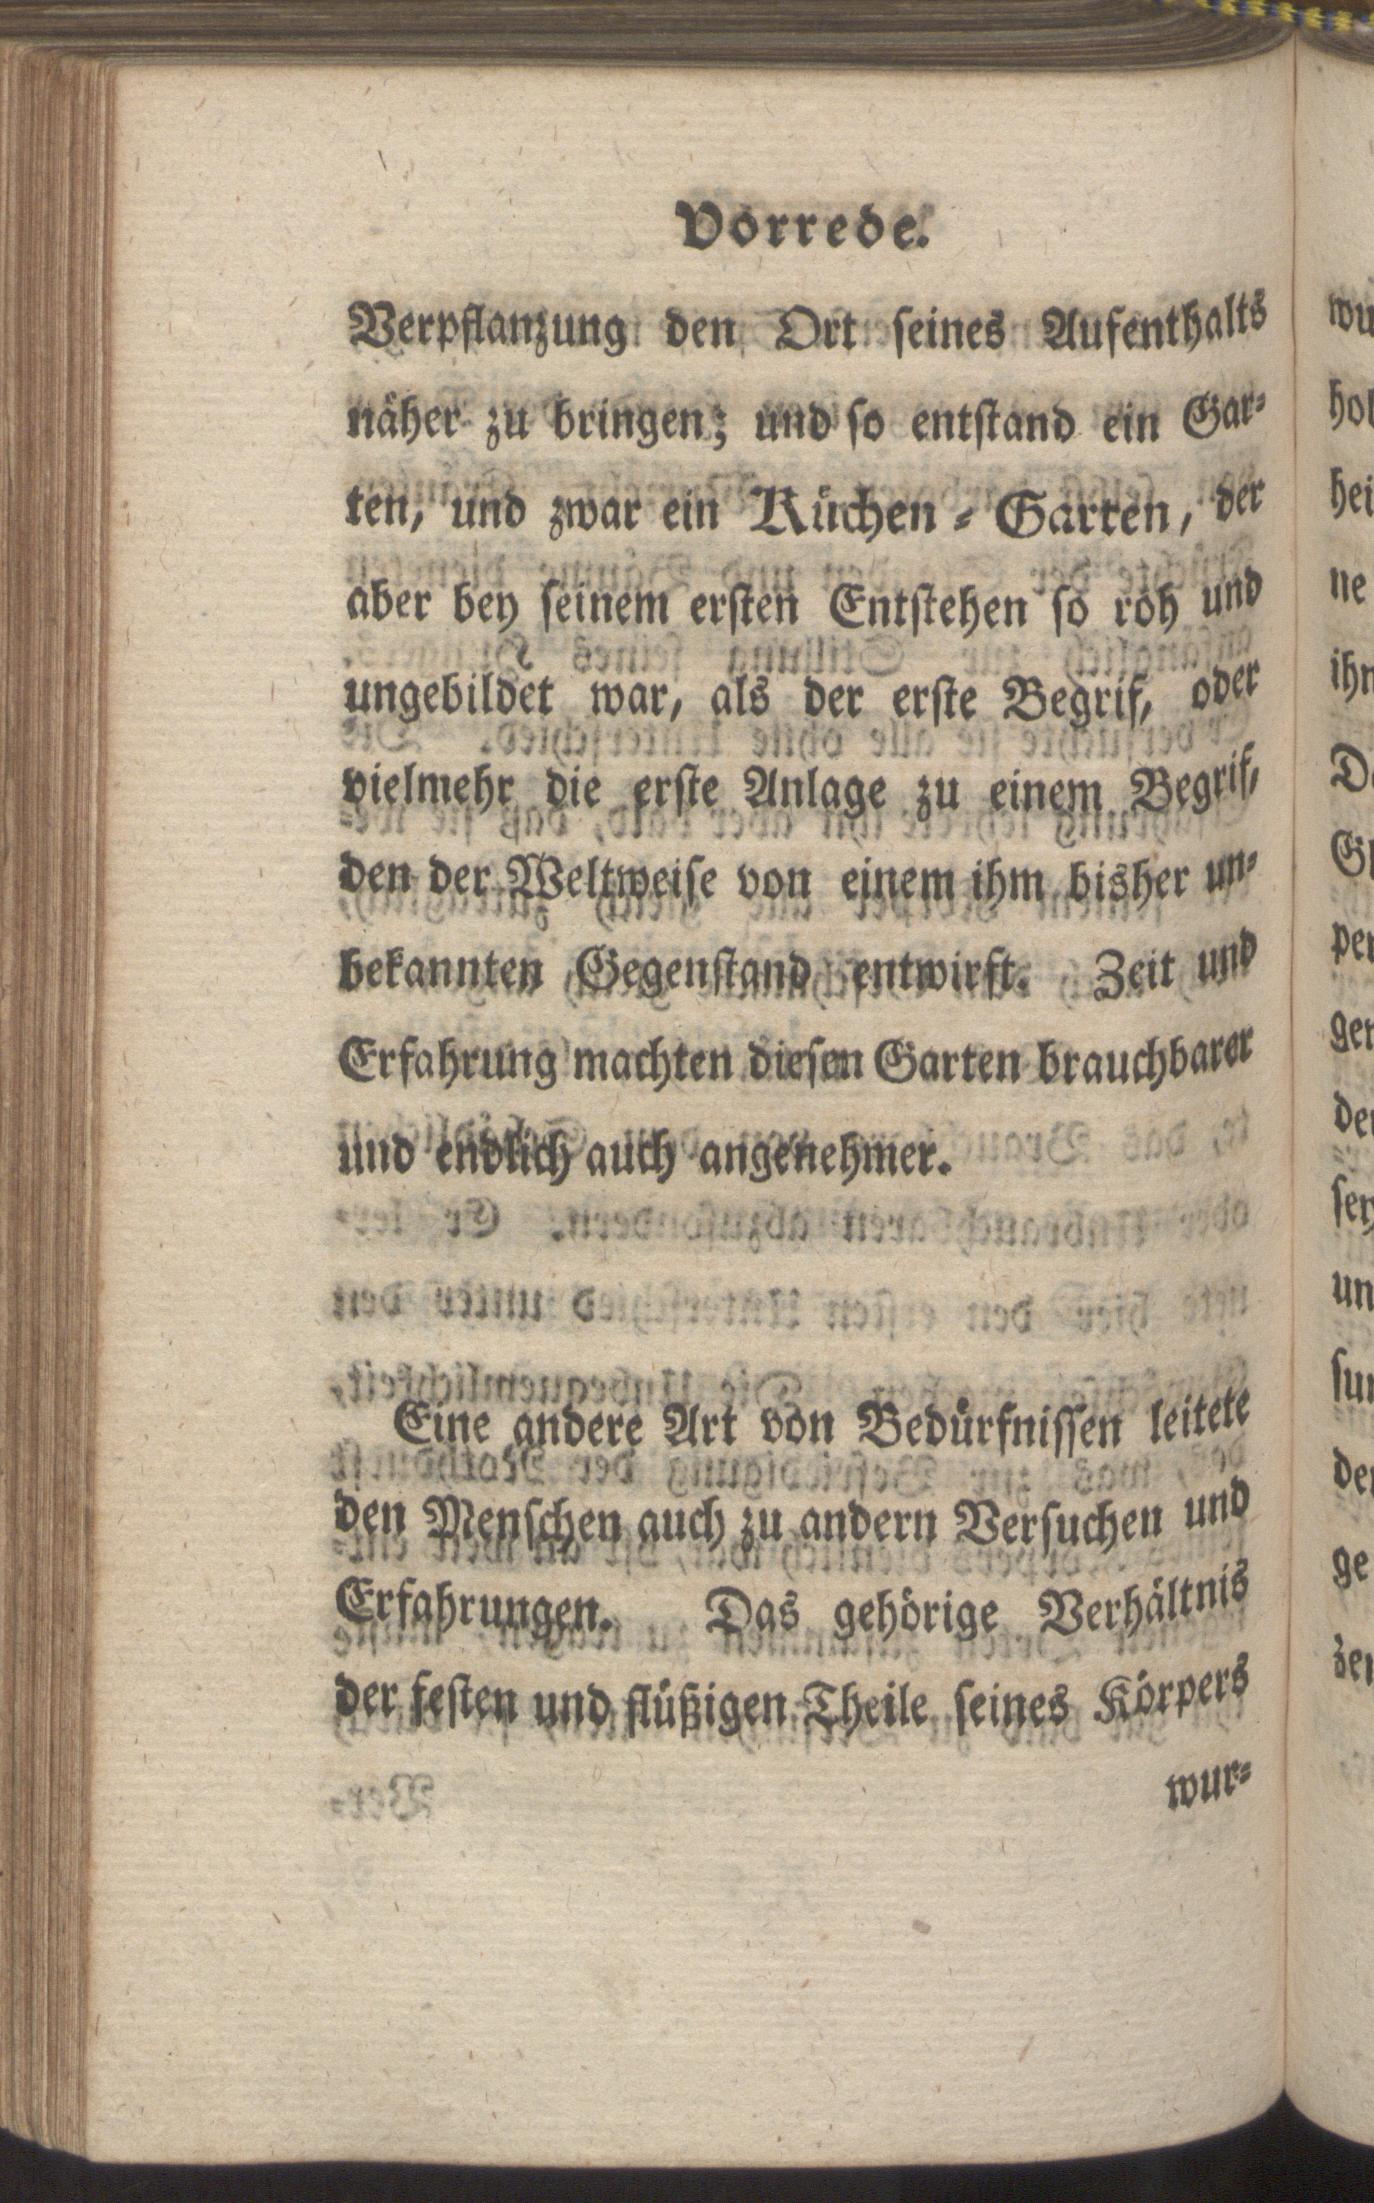 Vorrede.
Verpflanzung den Ort ſeines Aufenthalts
näher zu bringen; und ſo entſtand ein Gar⸗
ten, und zwar ein Küchen⸗Garten, der
aber bey ſeinem erſten Entſtehen ſo roh und
ungebildet war, als der erſte Begrif, oder
vielmehr die erſte Anlage zu einem Begrif,
den der Weltweiſe von einem ihm bisher un⸗
bekannten Gegenſtand entwirft. Zeit und
Erfahrung machten dieſen Garten brauchbarer
und endlich auch angenehmer.
Eine andere Art von Bedürfniſſen leitete
den Menſchen auch zu andern Verſuchen und
Erfahrungen. Das gehörige Verhältnis
der feſten und flüßigen Theile ſeines Körpers
wur⸗